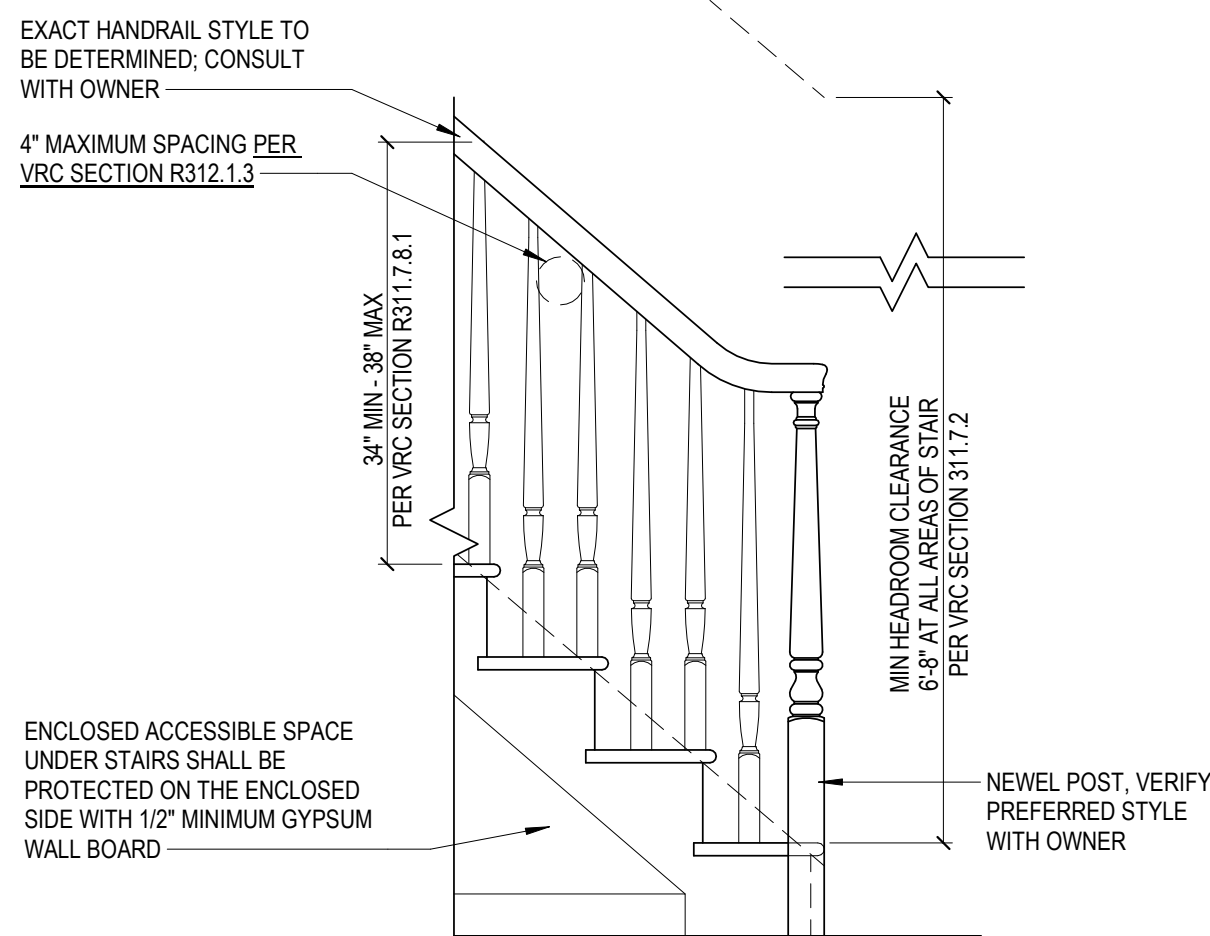 EXACT HANDRAIL STYLE TO
BE DETERMINED; CONSULT
WITH OWNER
4" MAXIMUM SPACING PER
VRC SECTION R312.1.3
34" MIN - 38" MAX
PER VRC SECTION R311.7.8.1
MIN HEADROOM CLEARANCE
6'-8" AT ALL AREAS OF STAIR
PER VRC SECTION 311.7.2
ENCLOSED ACCESSIBLE SPACE
UNDER STAIRS SHALL BE
PROTECTED ON THE ENCLOSED
SIDE WITH 1/2" MINIMUM GYPSUM
WALL BOARD
NEWEL POST, VERIFY
PREFERRED STYLE
WITH OWNER